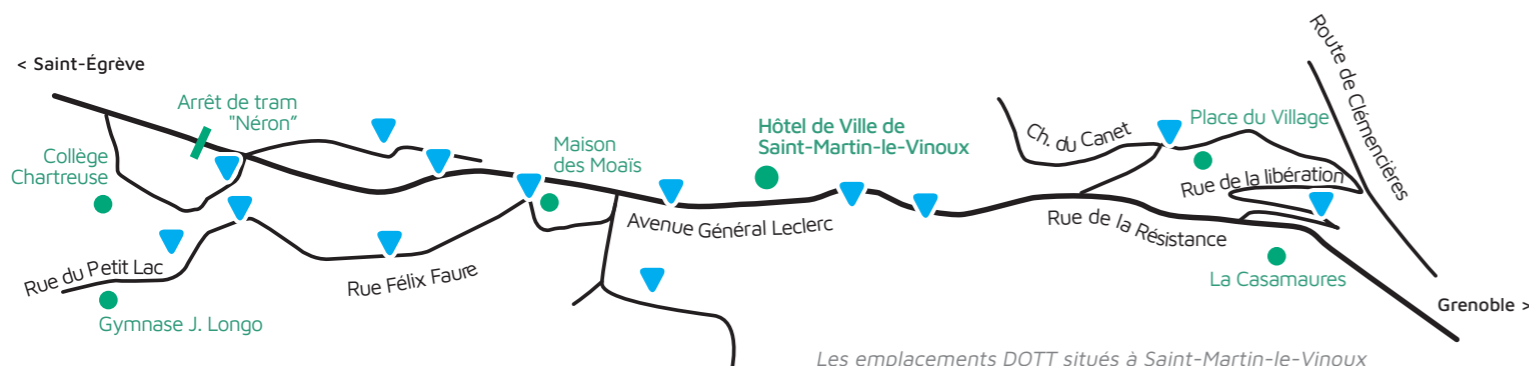 < Saint-Égrève
Arrêt de tram
"Néron”
Collège
Chartreuse
Rue du Petit Lac
Gymnase J. Longo
Rue Félix Faure
Maison
des Moaïs
Hôtel de Ville de
Saint-Martin-le-Vinoux
Avenue Général Leclerc
Ch. du Canet
Place du Village
Route de Clémencières
Rue de la libération
Rue de la Résistance
La Casamaures
Grenoble >
Les emplacements DOTT situés à Saint-Martin-le-Vinoux